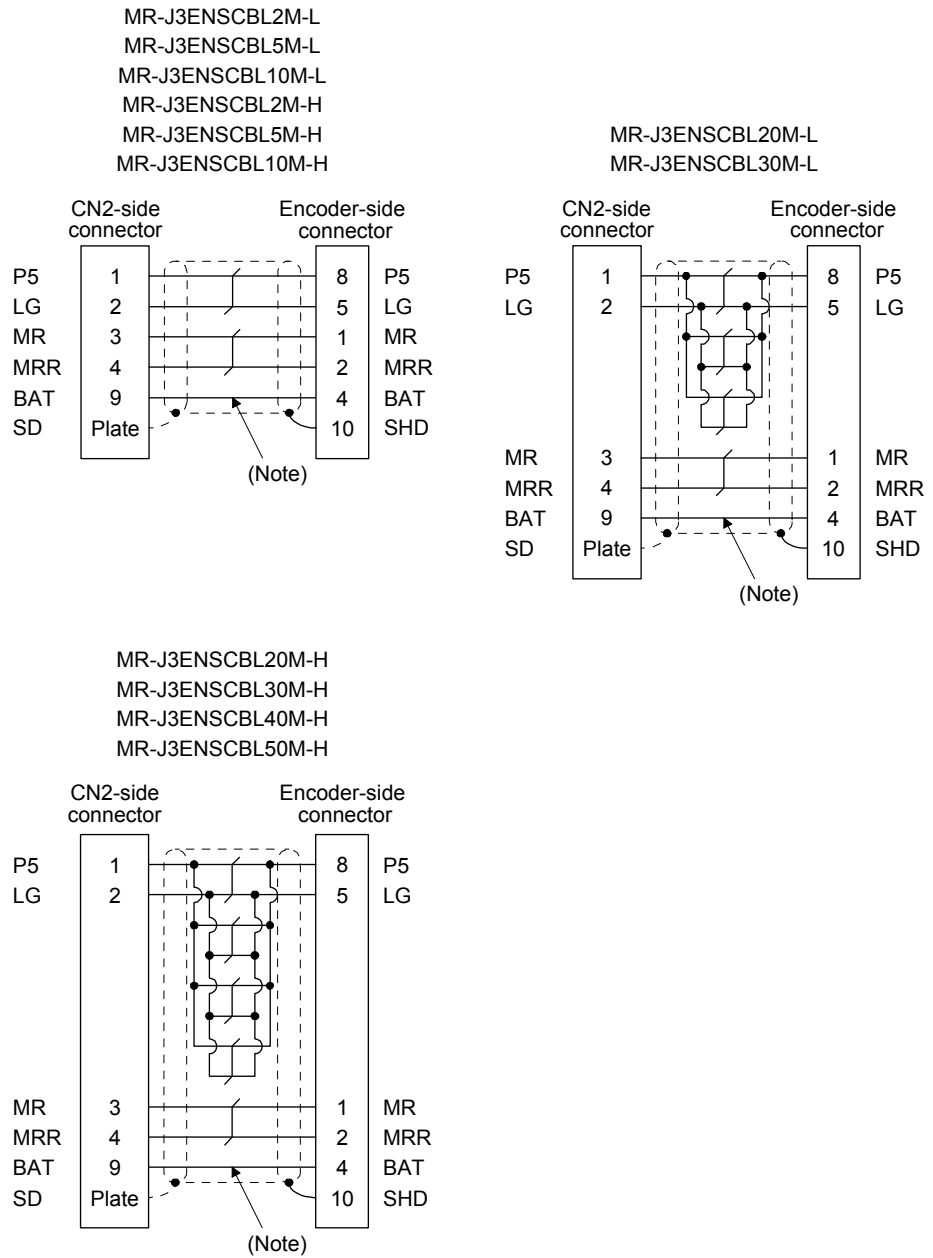 MR-J3ENSCBL2M-L
MR-J3ENSCBL5M-L
MR-J3ENSCBL10M-L
MR-J3ENSCBL2M-H
MR-J3ENSCBL5M-H
MR-J3ENSCBL10M-H
CN2-side
connector
Encoder-side
connector
P5 1 8 P5
LG 2 5 LG
MR 3 1 MR
MRR 4 2 MRR
BAT 9 4 BAT
SD Plate 10 SHD
(Note)
MR-J3ENSCBL20M-L
MR-J3ENSCBL30M-L
CN2-side
connector
Encoder-side
connector
P5 1 8 P5
LG 2 5 LG
MR 3 1 MR
MRR 4 2 MRR
BAT 9 4 BAT
SD Plate 10 SHD
(Note)
MR-J3ENSCBL20M-H
MR-J3ENSCBL30M-H
MR-J3ENSCBL40M-H
MR-J3ENSCBL50M-H
CN2-side
connector
Encoder-side
connector
P5 1 8 P5
LG 2 5 LG
MR 3 1 MR
MRR 4 2 MRR
BAT 9 4 BAT
SD Plate 10 SHD
(Note)